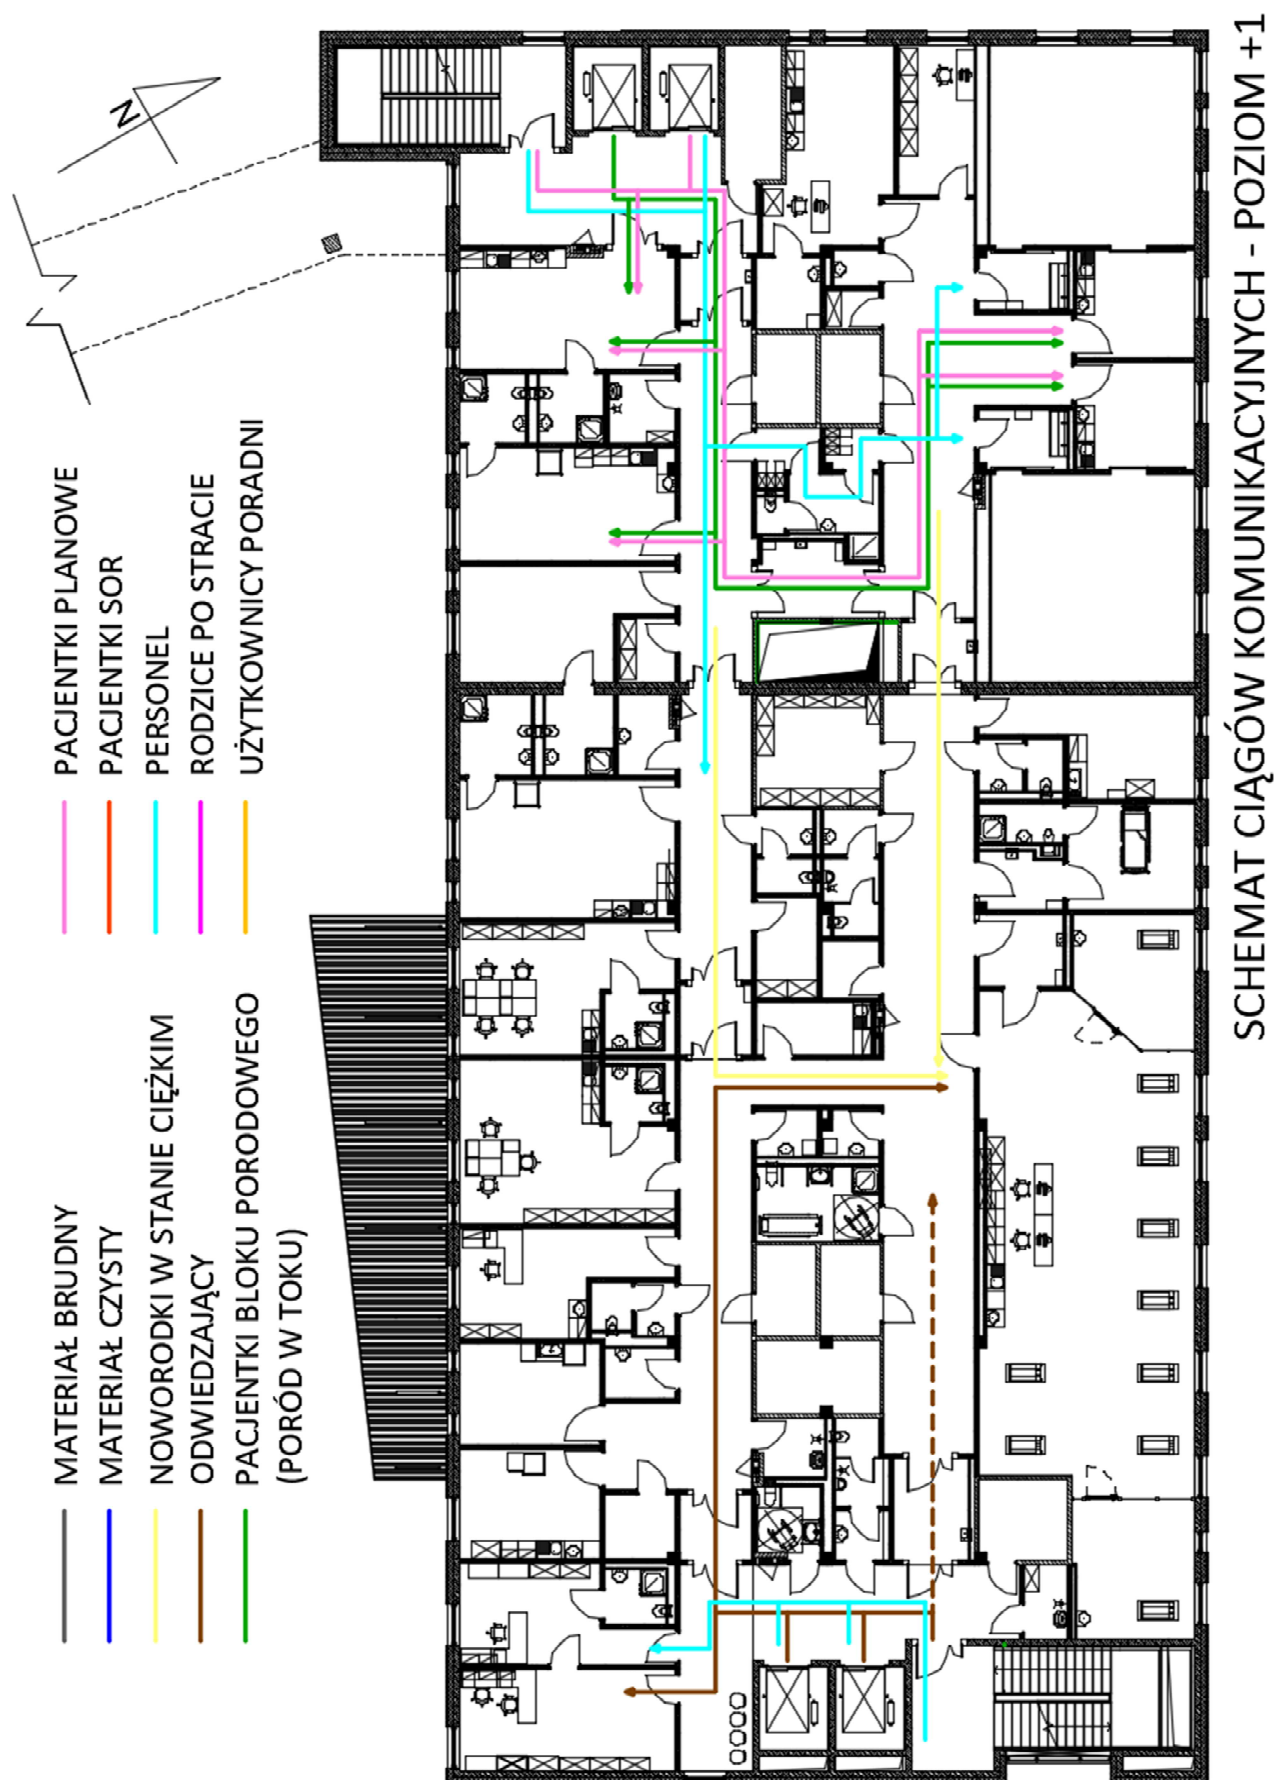 MATERIAŁ BRUDNY
MATERIAŁ CZYSTY
NOWORODKI W STANIE CIĘŻKIM
ODWIEDZAJĄCY
PACJENTKI BLOKU PORODOWEGO
(PORÓD W TOKU)
PACJENTKI PLANOWE
PACJENTKI SOR
PERSONEL
RODZICE PO STRACIE
UŻYTKOWNICY PORADNI
N
SCHEMAT CIĄGÓW KOMUNIKACYJNYCH - POZIOM +1